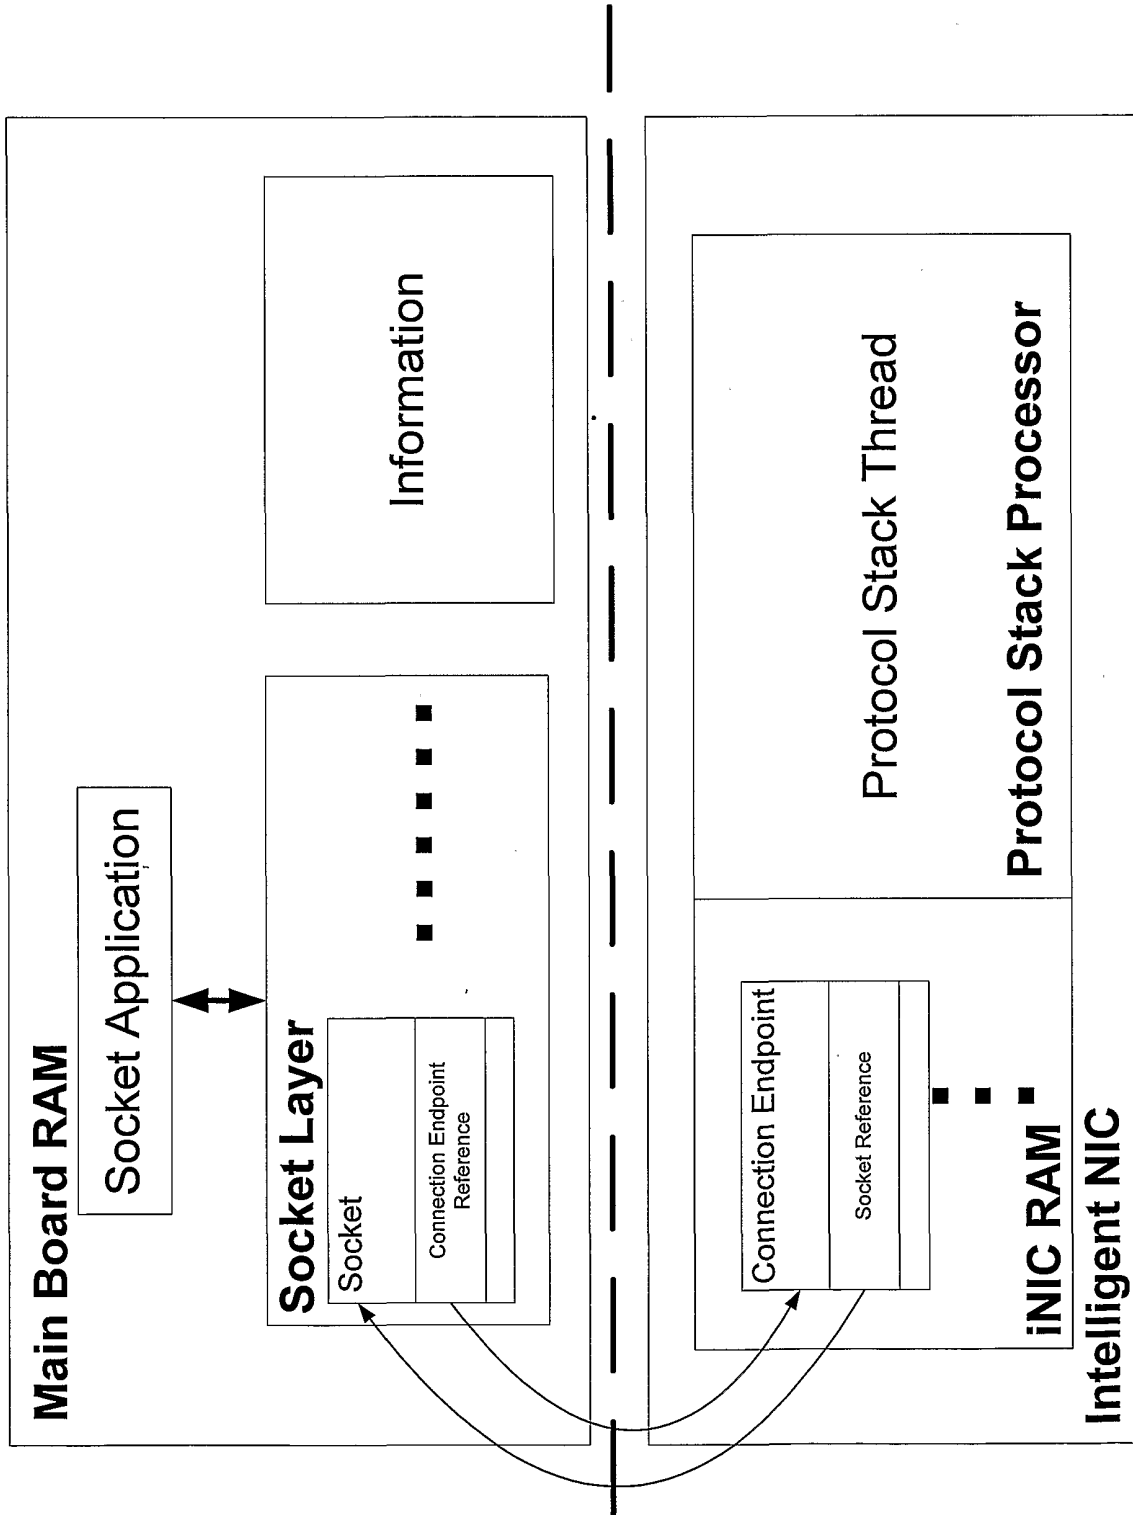 Main Board RAM
Socket Application
Socket Layer
Socket
Connection Endpoint
Reference
Information
Connection Endpoint
Socket Reference
iNIC RAM
Protocol Stack Thread
Protocol Stack Processor
Intelligent NIC